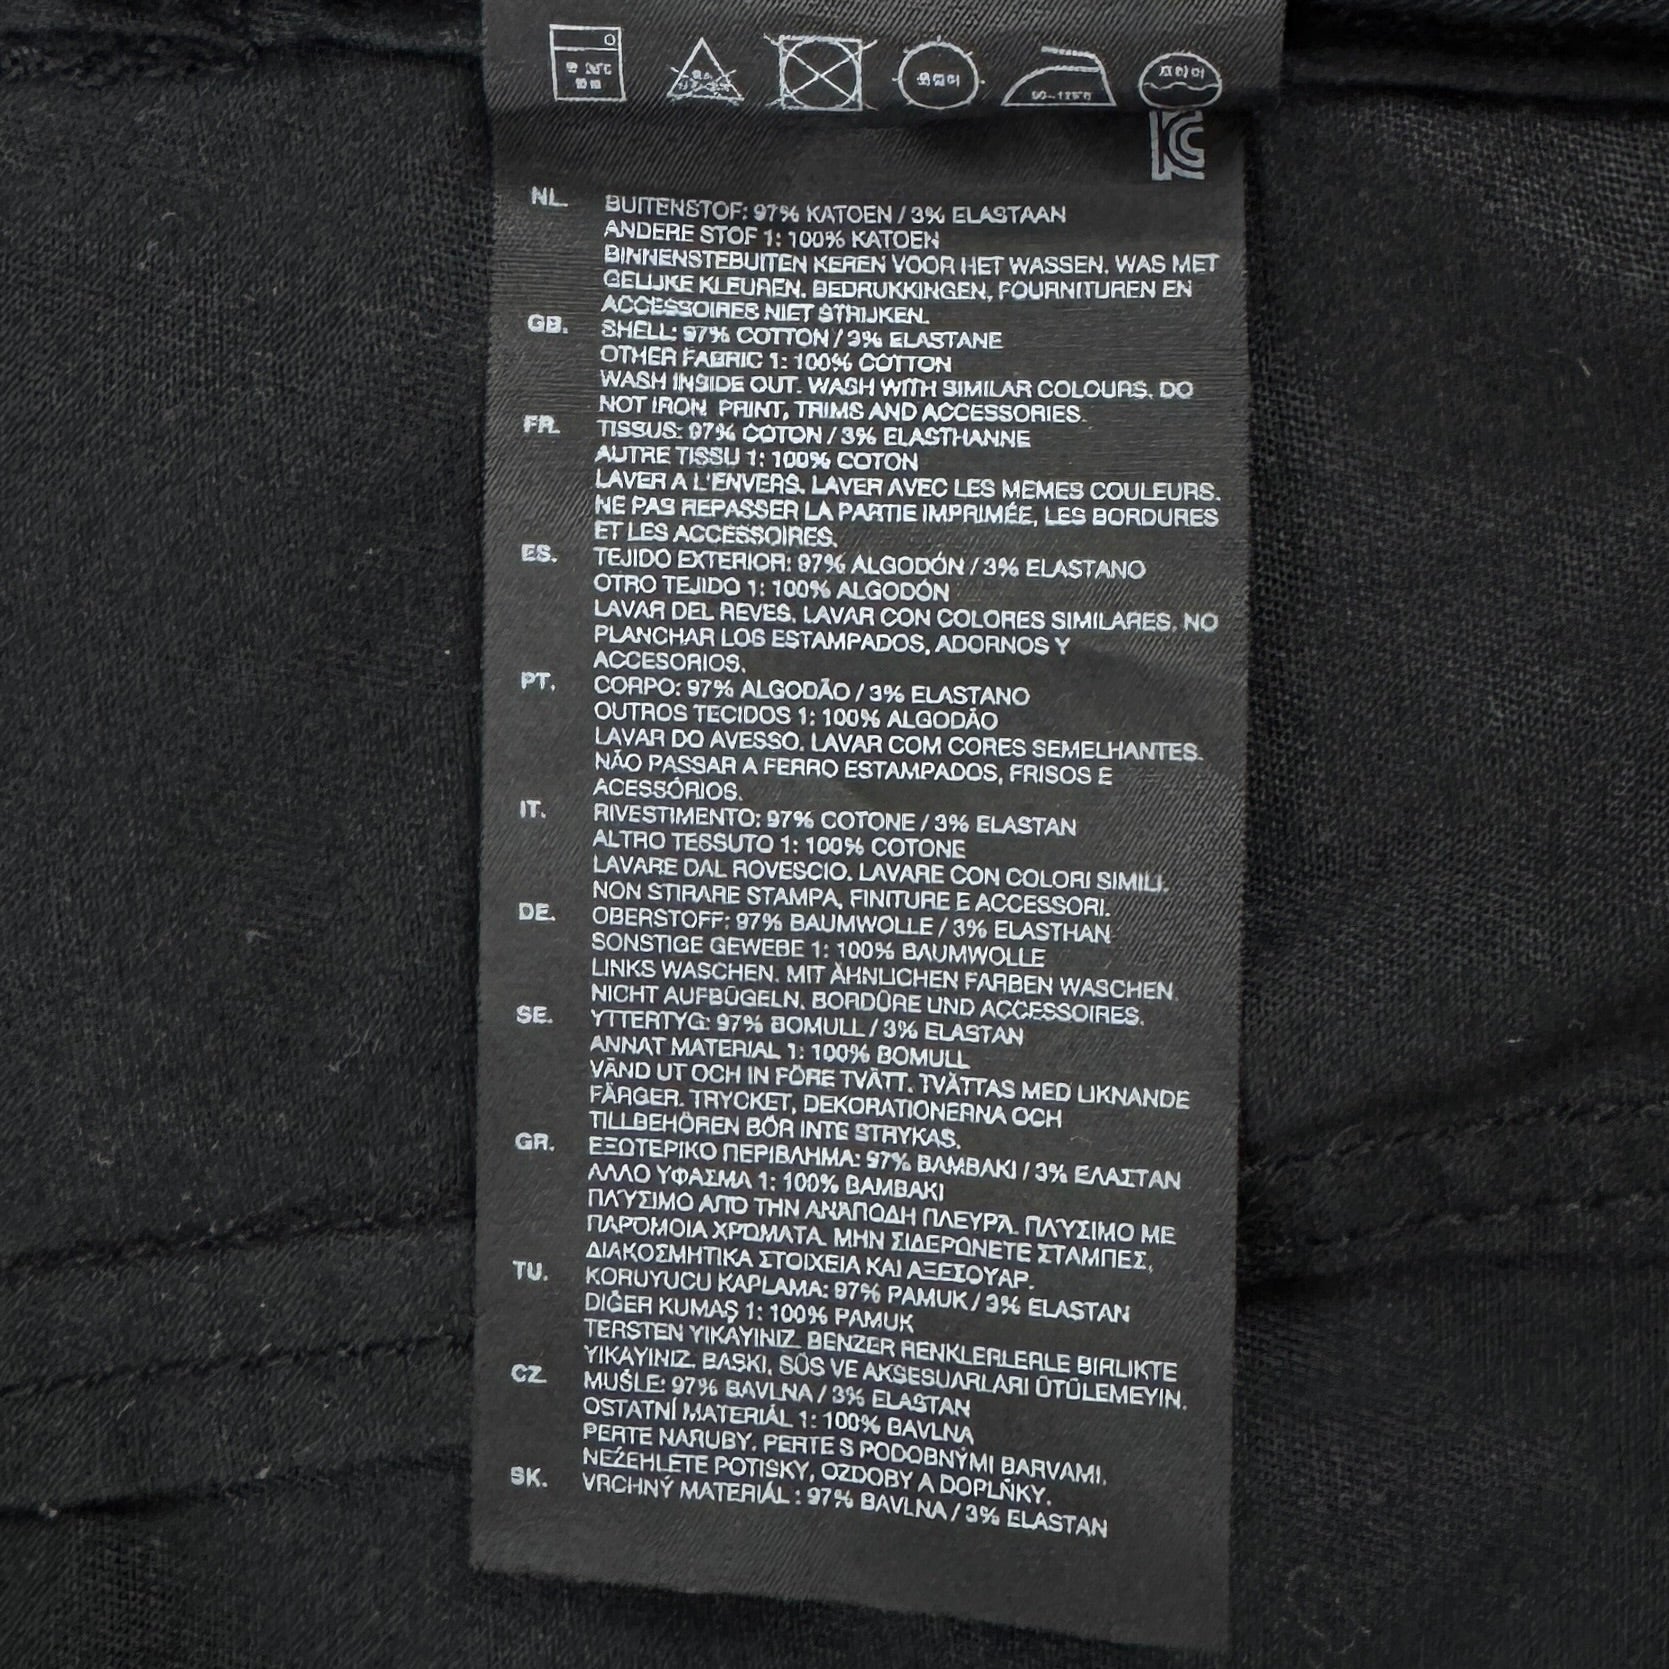 KC
NL. BUITENSTOF: 97% KATOEN / 3% ELASTAAN
ANDERE STOF 1: 100% KATOEN
BINNENSTEBUITEN KEREN VOOR HET WASSEN. WAS MET
GELIJKE KLEUREN. BEDRUKKINGEN, FOURNITUREN EN
ACCESSOIRES NIET STRIJKEN.
GB. SHELL: 97% COTTON / 3% ELASTANE
OTHER FABRIC 1: 100% COTTON
WASH INSIDE OUT. WASH WITH SIMILAR COLOURS. DO
NOT IRON PRINT, TRIMS AND ACCESSORIES.
FR. TISSUS: 97% COTON / 3% ELASTHANNE
AUTRE TISSU 1: 100% COTON
LAVER A L'ENVERS. LAVER AVEC LES MEMES COULEURS.
NE PAS REPASSER LA PARTIE IMPRIMÉE, LES BORDURES
ET LES ACCESSOIRES.
ES. TEJIDO EXTERIOR: 97% ALGODÓN / 3% ELASTANO
OTRO TEJIDO 1: 100% ALGODÓN
LAVAR DEL REVES. LAVAR CON COLORES SIMILARES. NO
PLANCHAR LOS ESTAMPADOS, ADORNOS Y
ACCESORIOS.
PT. CORPO: 97% ALGODÃO / 3% ELASTANO
OUTROS TECIDOS 1: 100% ALGODÃO
LAVAR DO AVESSO. LAVAR COM CORES SEMELHANTES.
NÃO PASSAR A FERRO ESTAMPADOS, FRISOS E
ACESSÓRIOS.
IT. RIVESTIMENTO: 97% COTONE / 3% ELASTAN
ALTRO TESSUTO 1: 100% COTONE
LAVARE DAL ROVESCIO. LAVARE CON COLORI SIMILI.
NON STIRARE STAMPA, FINITURE E ACCESSORI.
DE. OBERSTOFF: 97% BAUMWOLLE / 3% ELASTHAN
SONSTIGE GEWEBE 1: 100% BAUMWOLLE
LINKS WASCHEN. MIT ÄHNLICHEN FARBEN WASCHEN.
NICHT AUFBÜGELN, BORDÜRE UND ACCESSOIRES.
SE. YTTERTYG: 97% BOMULL / 3% ELASTAN
ANNAT MATERIAL 1: 100% BOMULL
VÄND UT OCH IN FÖRE TVÄTT. TVÄTTAS MED LIKNANDE
FÄRGER. TRYCKET, DEKORATIONERNA OCH
TILLBEHÖREN BÖR INTE STRYKAS.
GR. ΕΞΩΤΕΡΙΚΟ ΠΕΡΙΒΛΗΜΑ: 97% ΒΑΜΒΑΚΙ / 3% ΕΛΑΣΤΑΝ
ΑΛΛΟ ΥΦΑΣΜΑ 1: 100% ΒΑΜΒΑΚΙ
ΠΛΥΣΙΜΟ ΑΠΟ ΤΗΝ ΑΝΑΠΟΔΗ ΠΛΕΥΡΑ. ΠΛΥΣΙΜΟ ΜΕ
ΠΑΡΟΜΟΙΑ ΧΡΩΜΑΤΑ. ΜΗΝ ΣΙΔΕΡΩΝΕΤΕ ΣΤΑΜΠΕΣ,
ΔΙΑΚΟΣΜΗΤΙΚΑ ΣΤΟΙΧΕΙΑ ΚΑΙ ΑΞΕΣΟΥΑΡ.
TU. KORUYUCU KAPLAMA: 97% PAMUK / 3% ELASTAN
DIĞER KUMAŞ 1: 100% PAMUK
TERSTEN YIKAYINIZ. BENZER RENKLERLERLE BIRLIKTE
YIKAYINIZ. BASKI, SÜS VE AKSESUARLARI ÜTÜLEMEYIN.
CZ. MUŠLE: 97% BAVLNA / 3% ELASTAN
OSTATNÍ MATERIÁL 1: 100% BAVLNA
PERTE NARUBY. PERTE S PODOBNÝMI BARVAMI.
NEŽEHLETE POTISKY, OZDOBY A DOPLŇKY.
SK. VRCHNÝ MATERIÁL : 97% BAVLNA / 3% ELASTAN